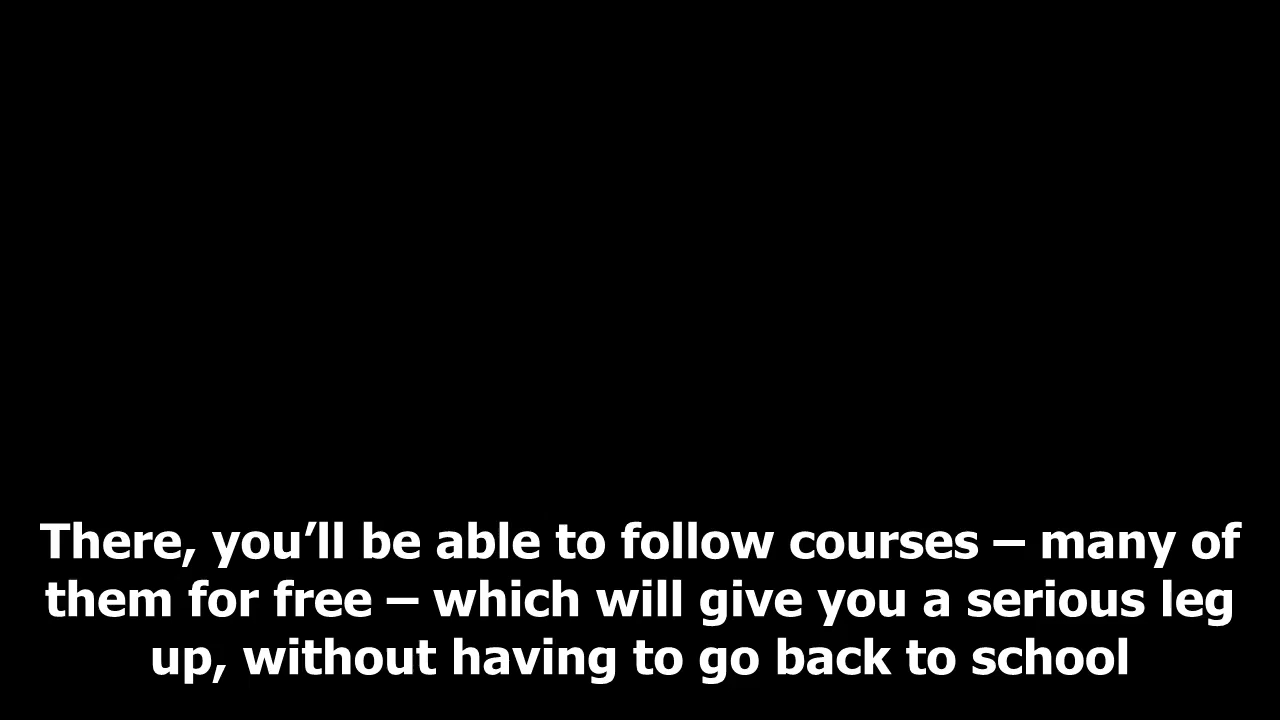 There, you’ll be able to follow courses – many of
them for free – which will give you a serious leg
up, without having to go back to school